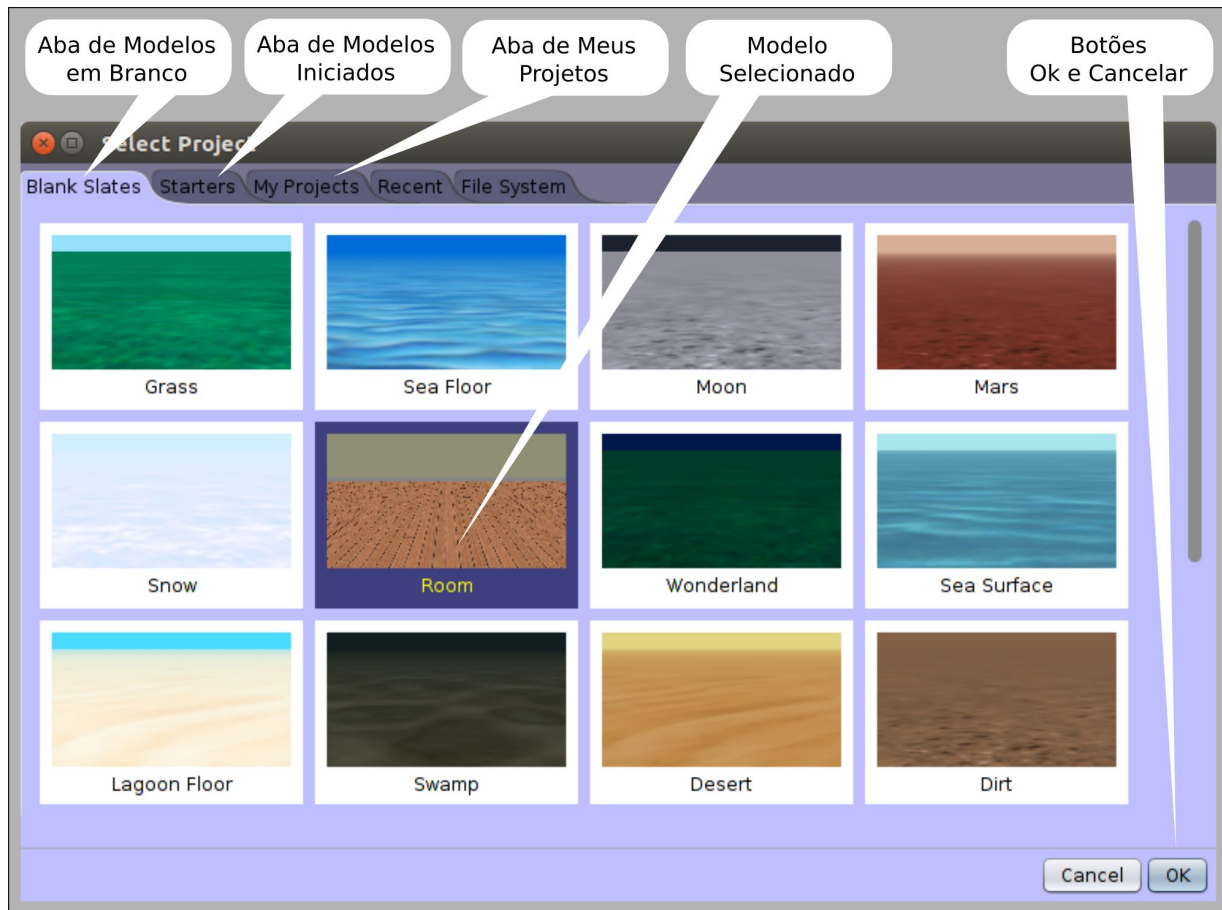 Aba de Modelos
em Branco
Aba de Modelos
Iniciados
Aba de Meus
Projetos
Modelo
Selecionado
Botões
Ok e Cancelar
Select Project
Blank Slates
Starters
My Projects
Recent
File System
Grass
Sea Floor
Moon
Mars
Snow
Room
Wonderland
Sea Surface
Lagoon Floor
Swamp
Desert
Dirt
Cancel
OK